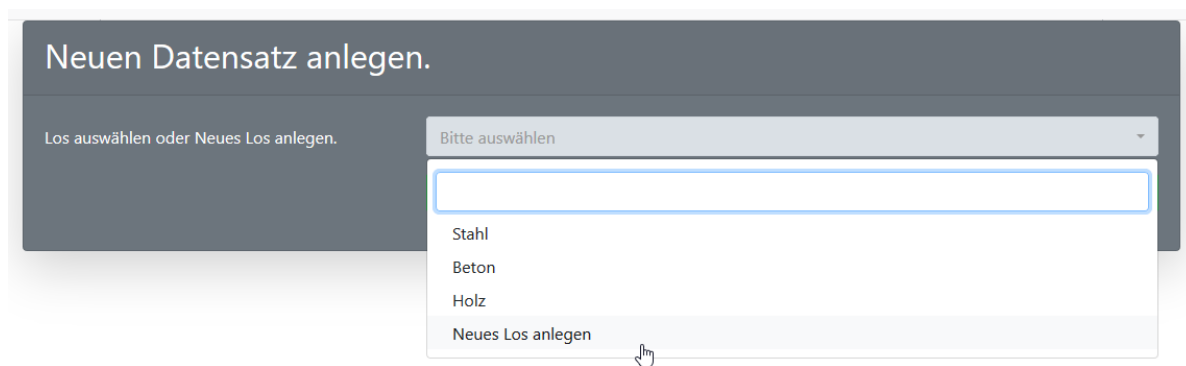 Neuen Datensatz anlegen.
Los auswählen oder Neues Los anlegen.
Bitte auswählen
Stahl
Beton
Holz
Neues Los anlegen